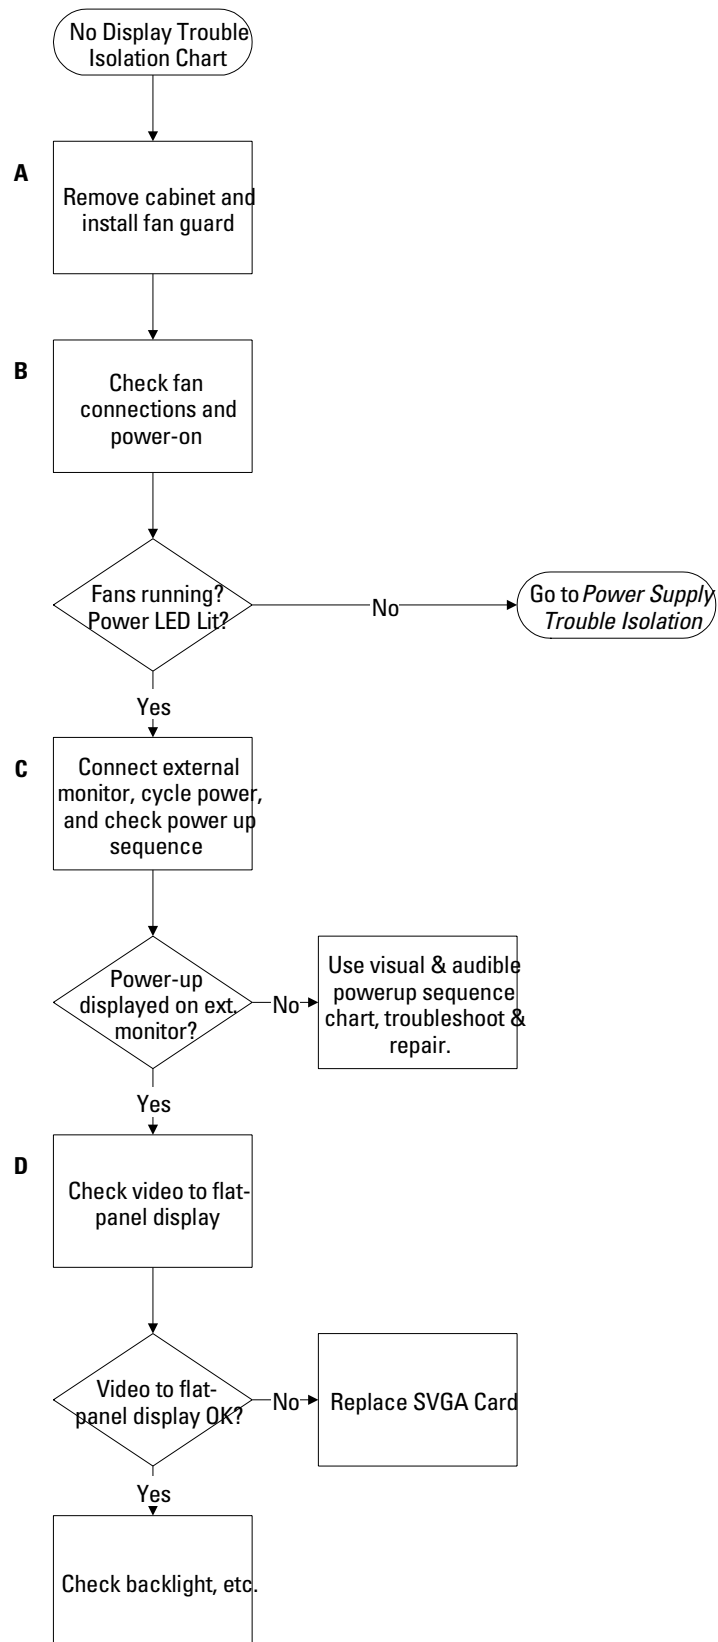 No Display Trouble
Isolation Chart
A
Remove cabinet and
install fan guard
B
Check fan
connections and
power-on
Fans running?
Power LED Lit?
No
Go to Power Supply
Trouble Isolation
Yes
C
Connect external
monitor, cycle power,
and check power up
sequence
Power-up
displayed on ext.
monitor?
No
Use visual & audible
powerup sequence
chart, troubleshoot &
repair.
Yes
D
Check video to flat-
panel display
Video to flat-
panel display OK?
No
Replace SVGA Card
Yes
Check backlight, etc.